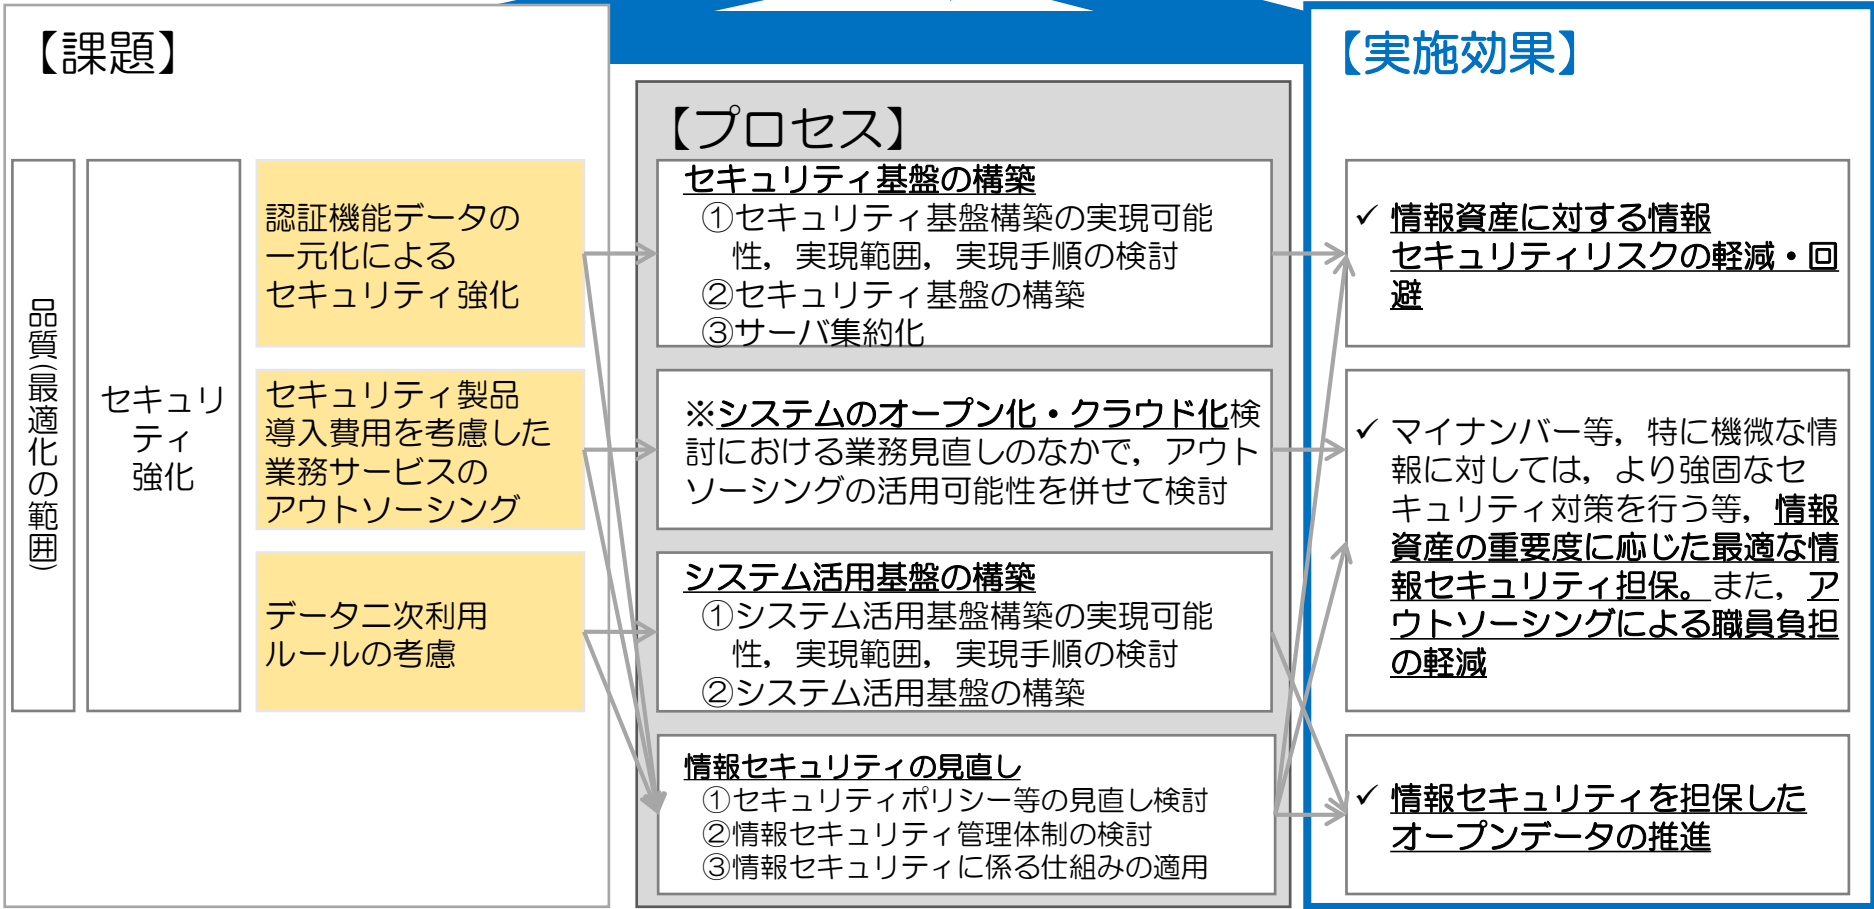 【課題】
品質(最適化の範囲)
セキュリ
ティ
強化
認証機能データの
一元化による
セキュリティ強化
セキュリティ製品
導入費用を考慮した
業務サービスの
アウトソーシング
データ二次利用
ルールの考慮
【プロセス】
セキュリティ基盤の構築
①セキュリティ基盤構築の実現可能
性，実現範囲，実現手順の検討
②セキュリティ基盤の構築
③サーバ集約化
※システムのオープン化・クラウド化検
討における業務見直しのなかで，アウト
ソーシングの活用可能性を併せて検討
システム活用基盤の構築
①システム活用基盤構築の実現可能
性，実現範囲，実現手順の検討
②システム活用基盤の構築
情報セキュリティの見直し
①セキュリティポリシー等の見直し検討
②情報セキュリティ管理体制の検討
③情報セキュリティに係る仕組みの適用
【実施効果】
✓ 情報資産に対する情報
セキュリティリスクの軽減・回
避
✓ マイナンバー等，特に機微な情
報に対しては，より強固なセ
キュリティ対策を行う等，情報
資産の重要度に応じた最適な情
報セキュリティ担保。また，ア
ウトソーシングによる職員負担
の軽減
✓ 情報セキュリティを担保した
オープンデータの推進